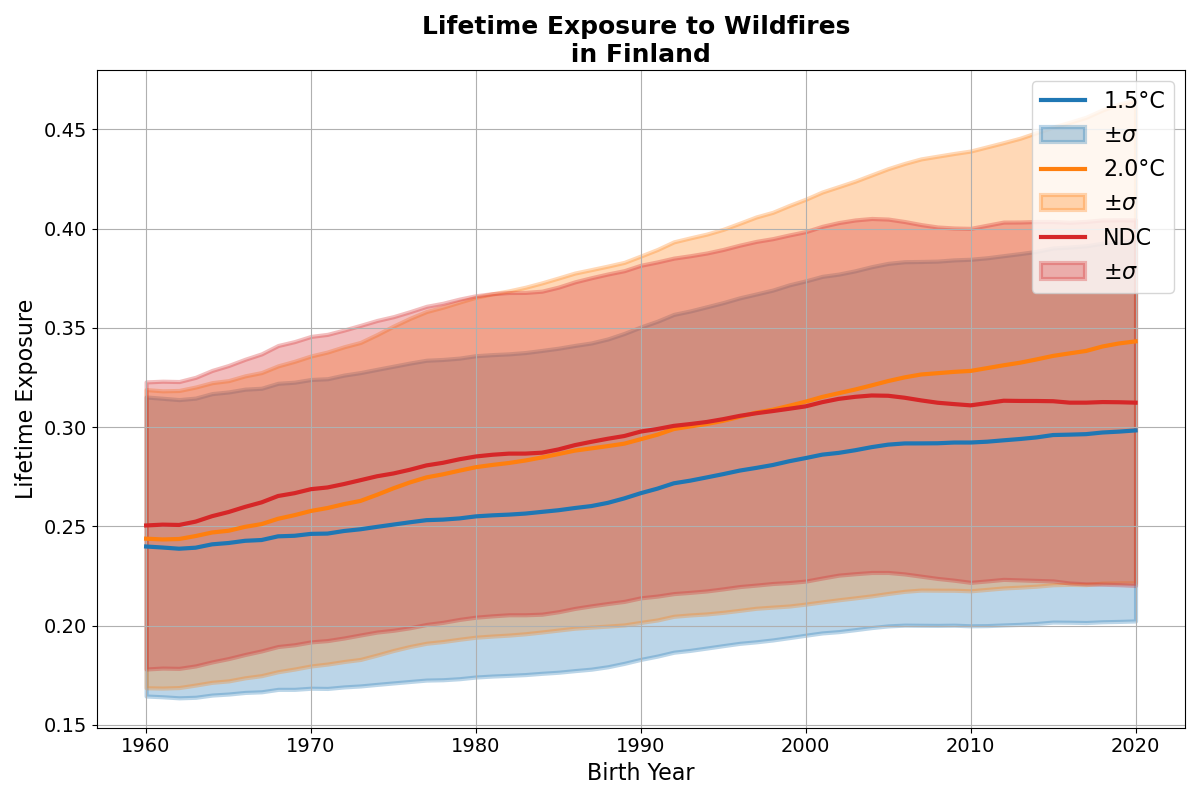 Lifetime Exposure to Wildfires
in Finland
Lifetime Exposure
0.45
0.40
0.35
0.30
0.25
0.20
0.15
1960
1970
1980
1990
2000
2010
2020
Birth Year
1.5°C
±σ
2.0°C
±σ
NDC
±σ